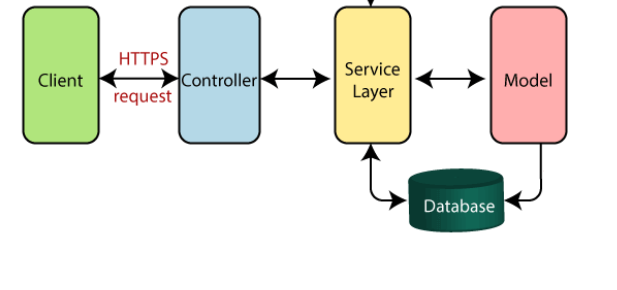 Client
HTTPS
request
Controller
Service
Layer
Model
Database